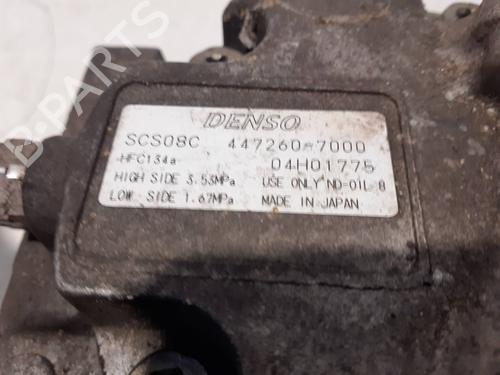 DENSO
SCS08C 447260-7000
HFC134a 04H01775
HIGH SIDE 3.53MPa USE ONLY ND-OIL 8
LOW SIDE 1.67MPa MADE IN JAPAN
B-PARTS